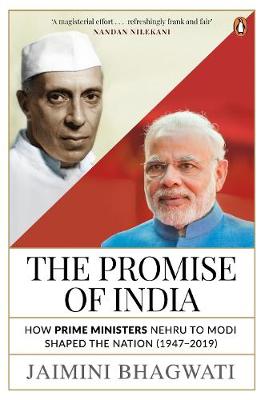 'A magisterial effort . . . refreshingly frank and fair'
NANDAN NILEKANI
THE PROMISE
OF INDIA
HOW PRIME MINISTERS NEHRU TO MODI
SHAPED THE NATION (1947–2019)
JAIMINI BHAGWATI